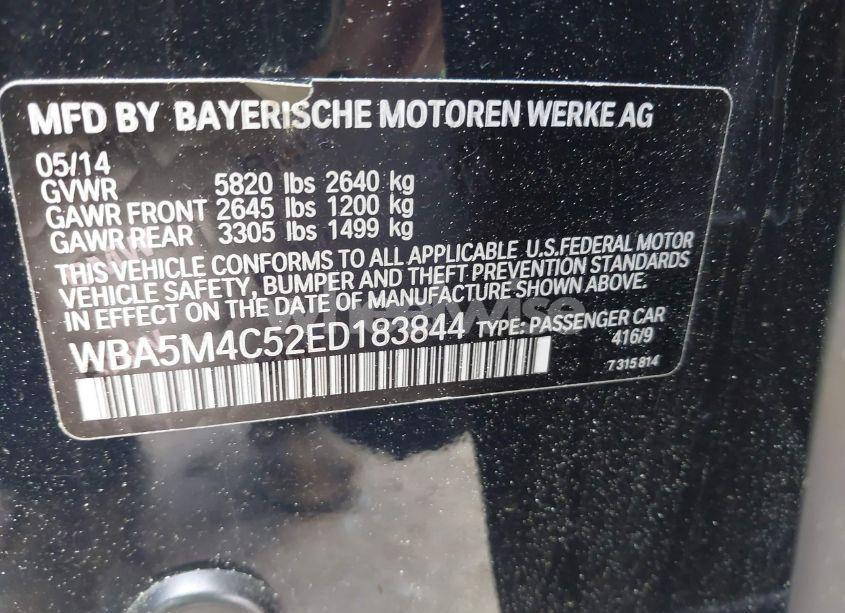 MFD BY BAYERISCHE MOTOREN WERKE AG
05/14
GVWR 5820 lbs 2640 kg
GAWR FRONT 2645 lbs 1200 kg
GAWR REAR 3305 lbs 1499 kg
THIS VEHICLE CONFORMS TO ALL APPLICABLE U.S.FEDERAL MOTOR
VEHICLE SAFETY, BUMPER AND THEFT PREVENTION STANDARDS
IN EFFECT ON THE DATE OF MANUFACTURE SHOWN ABOVE.
WBA5M4C52ED183844 TYPE: PASSENGER CAR
416/9
7 315 814